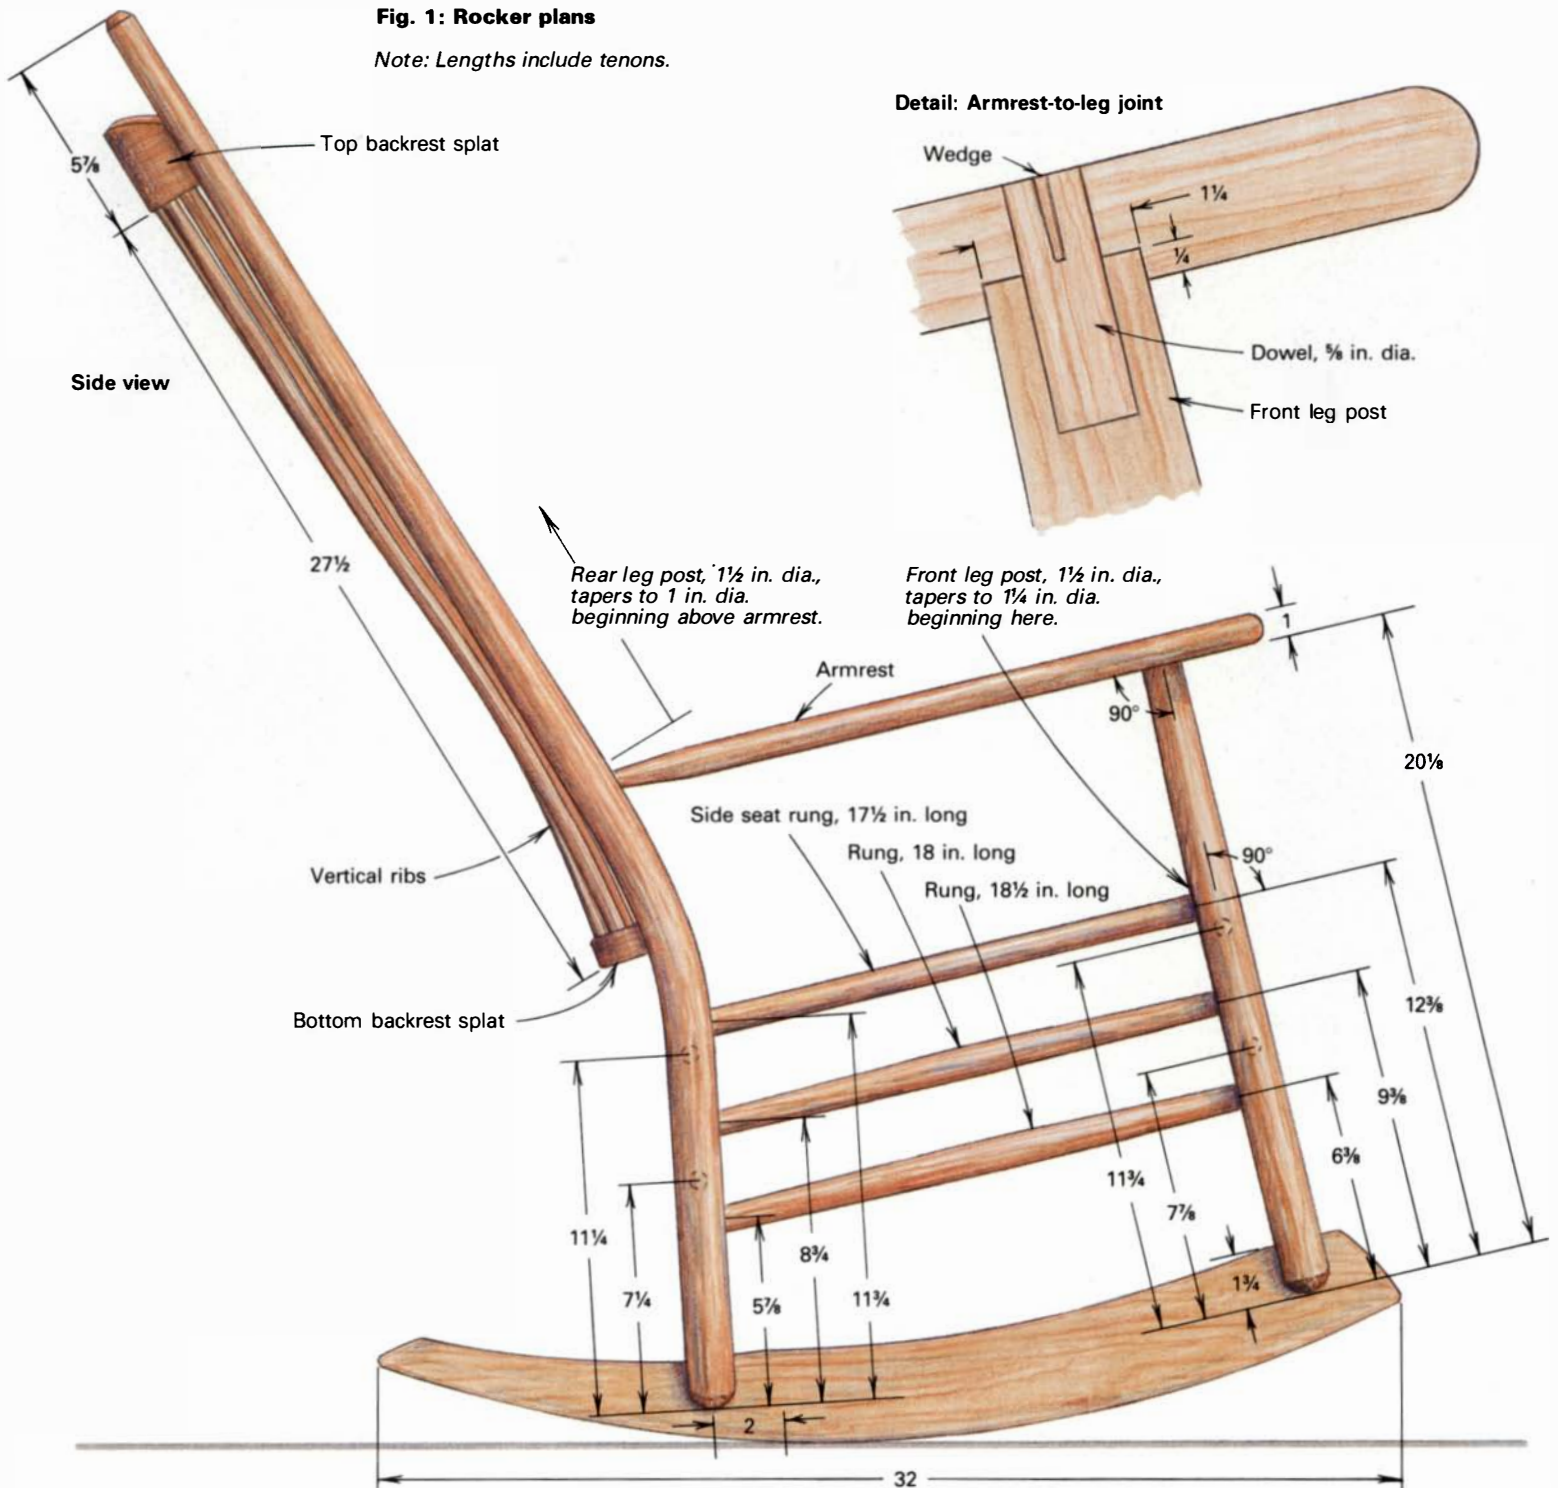 Fig. 1: Rocker plans
Note: Lengths include tenons.
Detail: Armrest-to-leg joint
Top backrest splat
Wedge
5⅞
1¼
¼
Dowel, ⅝ in. dia.
Side view
Front leg post
27½
Rear leg post, 1½ in. dia.,
tapers to 1 in. dia.
beginning above armrest.
Front leg post, 1½ in. dia.,
tapers to 1¼ in. dia.
beginning here.
1
Armrest
90°
20⅛
Side seat rung, 17½ in. long
Rung, 18 in. long
90°
Vertical ribs
Rung, 18½ in. long
Bottom backrest splat
12⅜
9⅜
6⅜
11¾
7⅞
11¼
8¾
1¾
7¼
5⅞
11¾
2
32